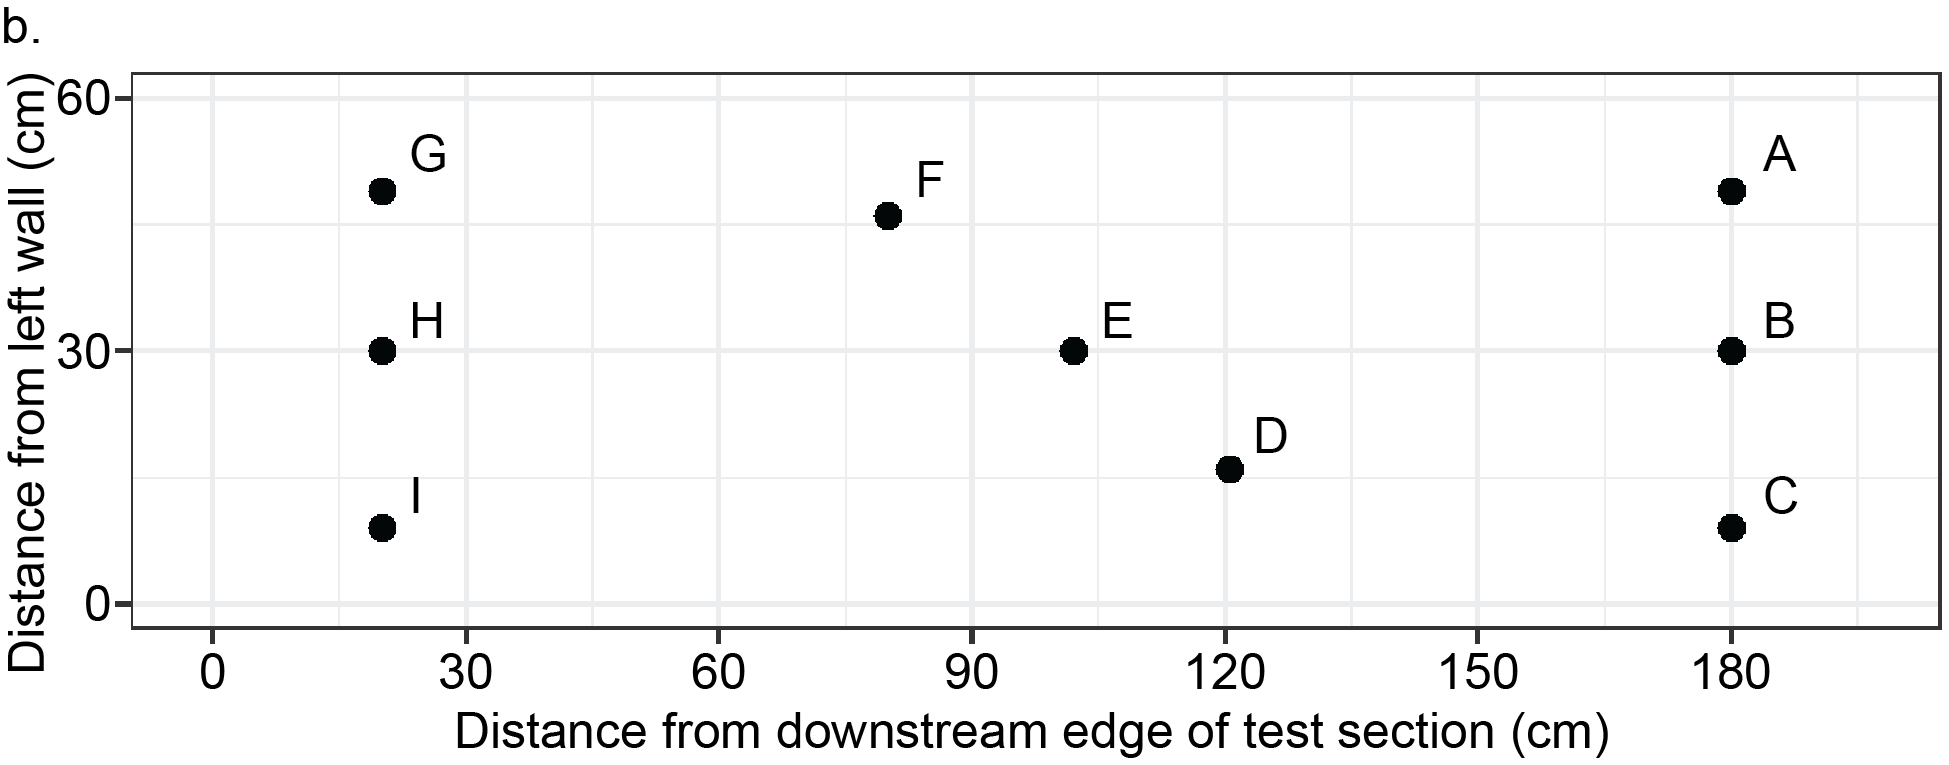 b.
Distance from left wall (cm)
60
30
0
G
A
F
H
E
B
D
I
C
0 30 60 90 120 150 180
Distance from downstream edge of test section (cm)